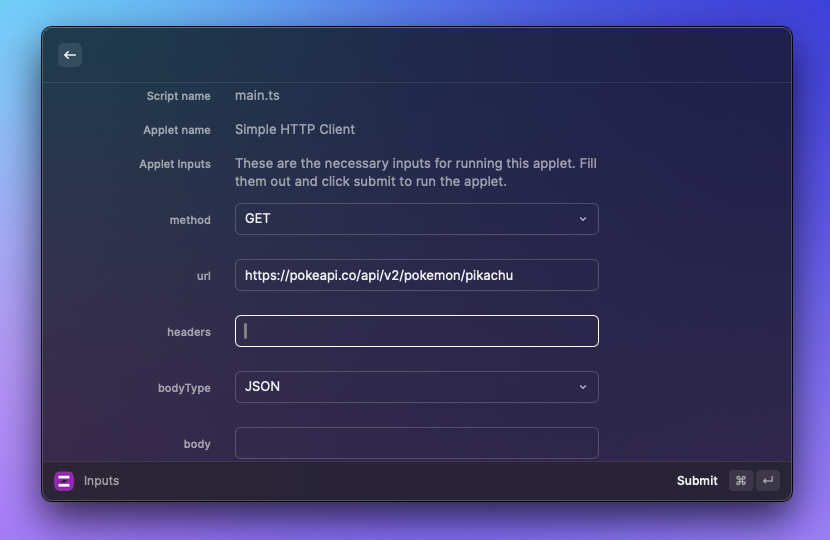 Script name main.ts
Applet name Simple HTTP Client
Applet Inputs These are the necessary inputs for running this applet. Fill
them out and click submit to run the applet.
method GET
url https://pokeapi.co/api/v2/pokemon/pikachu
headers
bodyType JSON
body
Inputs Submit ⌘ ↵